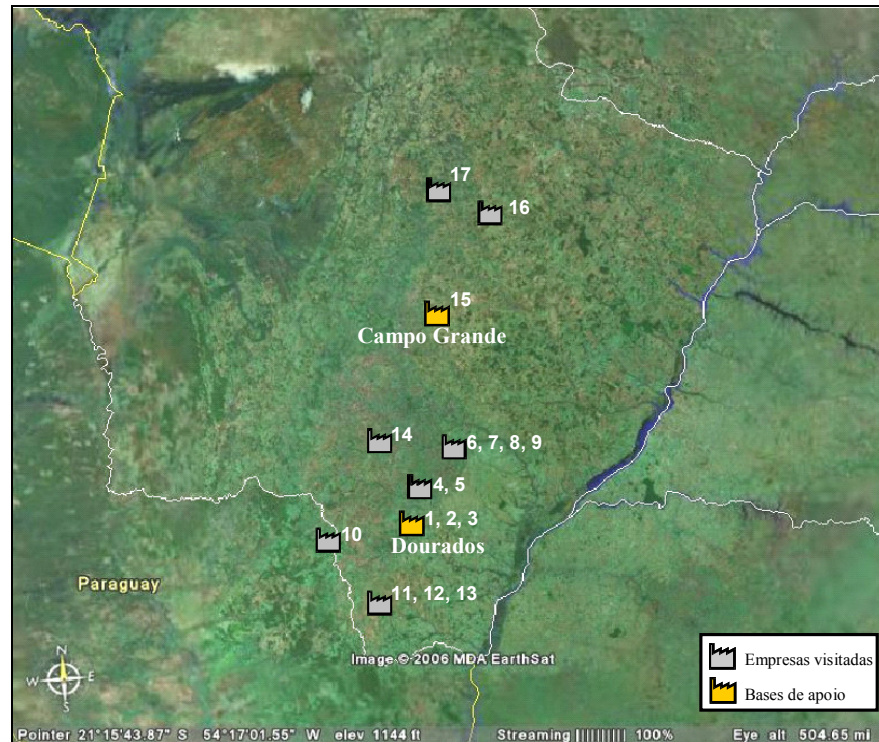 17
16
15
Campo Grande
14
6, 7, 8, 9
4, 5
1, 2, 3
10
Dourados
Paraguay
11, 12, 13
Image © 2006 MDA EarthSat
N
W E
S
Empresas visitadas
Bases de apoio
Pointer 21°15'43.87" S 54°17'01.55" W elev 1144 ft Streaming ||||||||| 100% Eye alt 504.65 mi